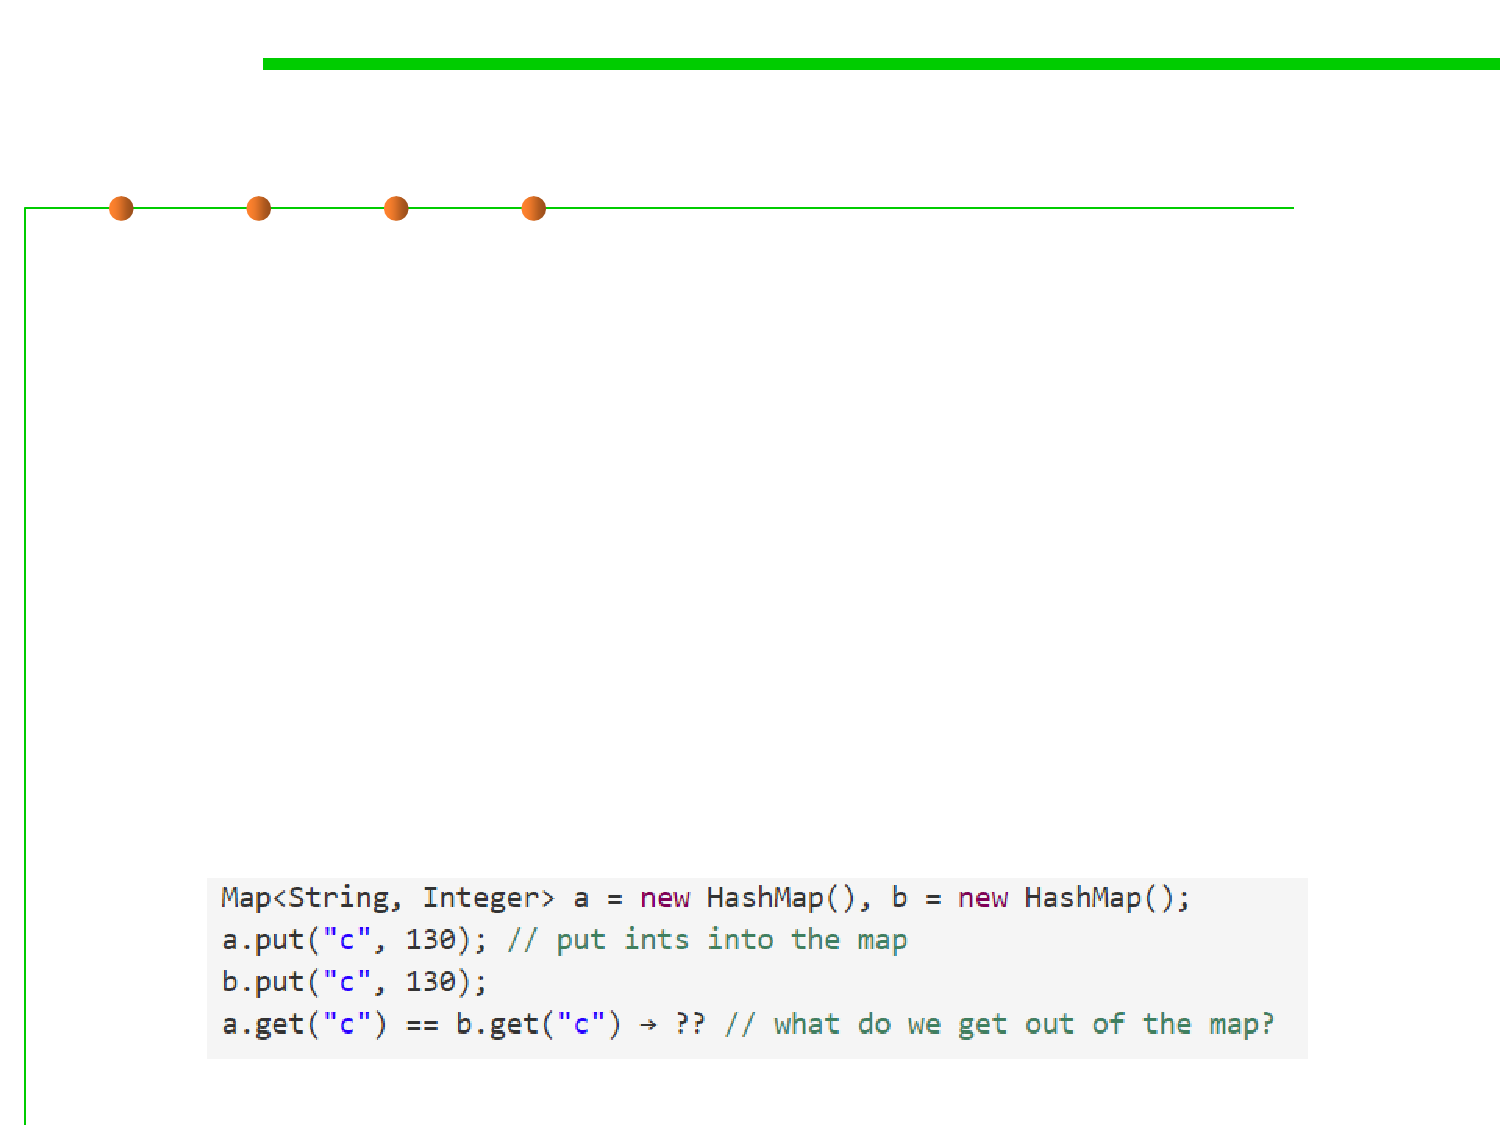 Map<String, Integer> a = new HashMap(), b = new HashMap();
a.put("c", 130); // put ints into the map
b.put("c", 130);
a.get("c") == b.get("c") → ?? // what do we get out of the map?